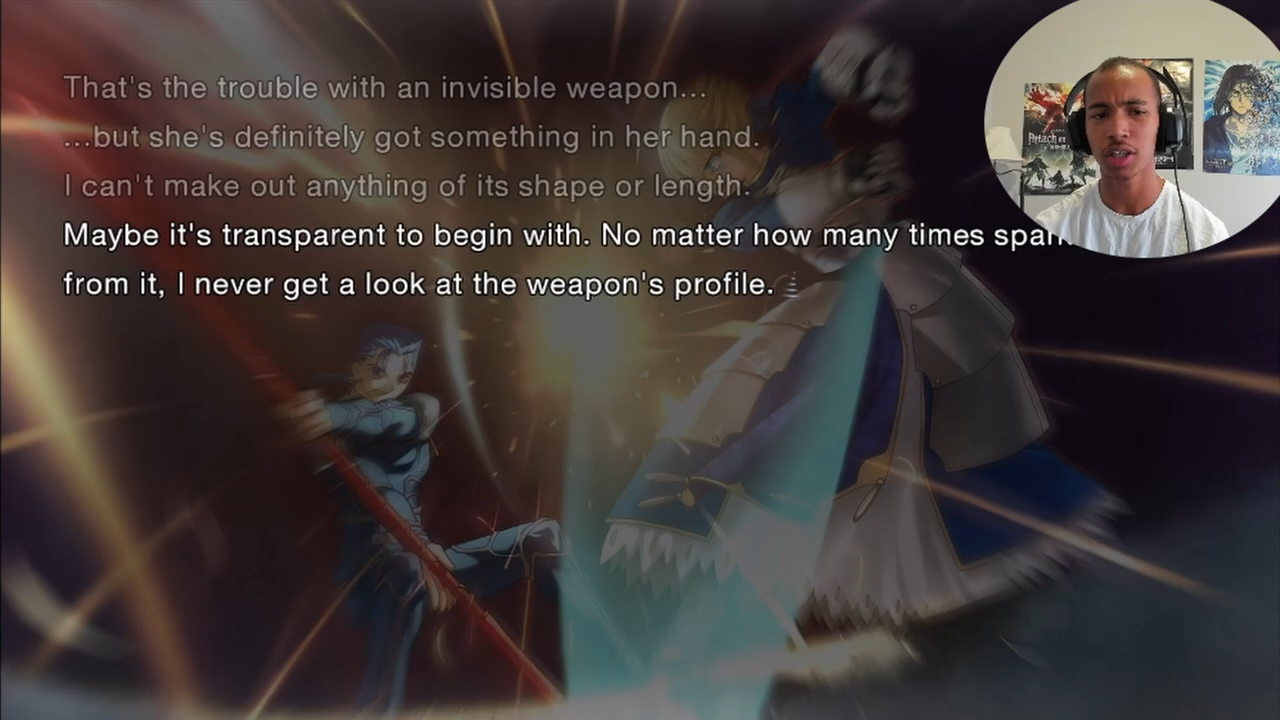 That's the trouble with an invisible weapon...
...but she's definitely got something in her hand.
I can't make out anything of its shape or length.
Maybe it's transparent to begin with. No matter how many times
from it, I never get a look at the weapon's profile.
Attack on